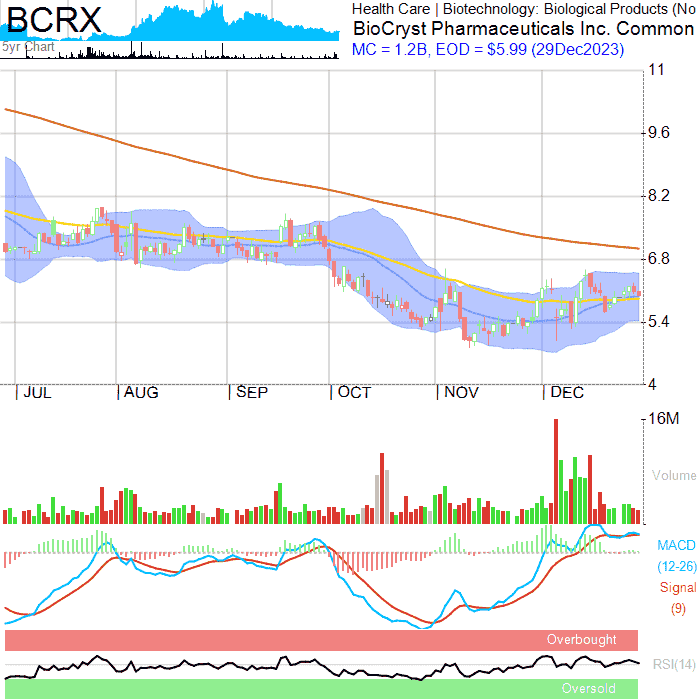 BCRX
5yr Chart
Health Care | Biotechnology: Biological Products (No
BioCryst Pharmaceuticals Inc. Common
MC = 1.2B, EOD = $5.99 (29Dec2023)
11
9.6
8.2
6.8
5.4
4
|JUL |AUG |SEP |OCT |NOV |DEC
16M
Volume
MACD
(12-26)
Signal
(9)
Overbought
RSI(14)
Oversold